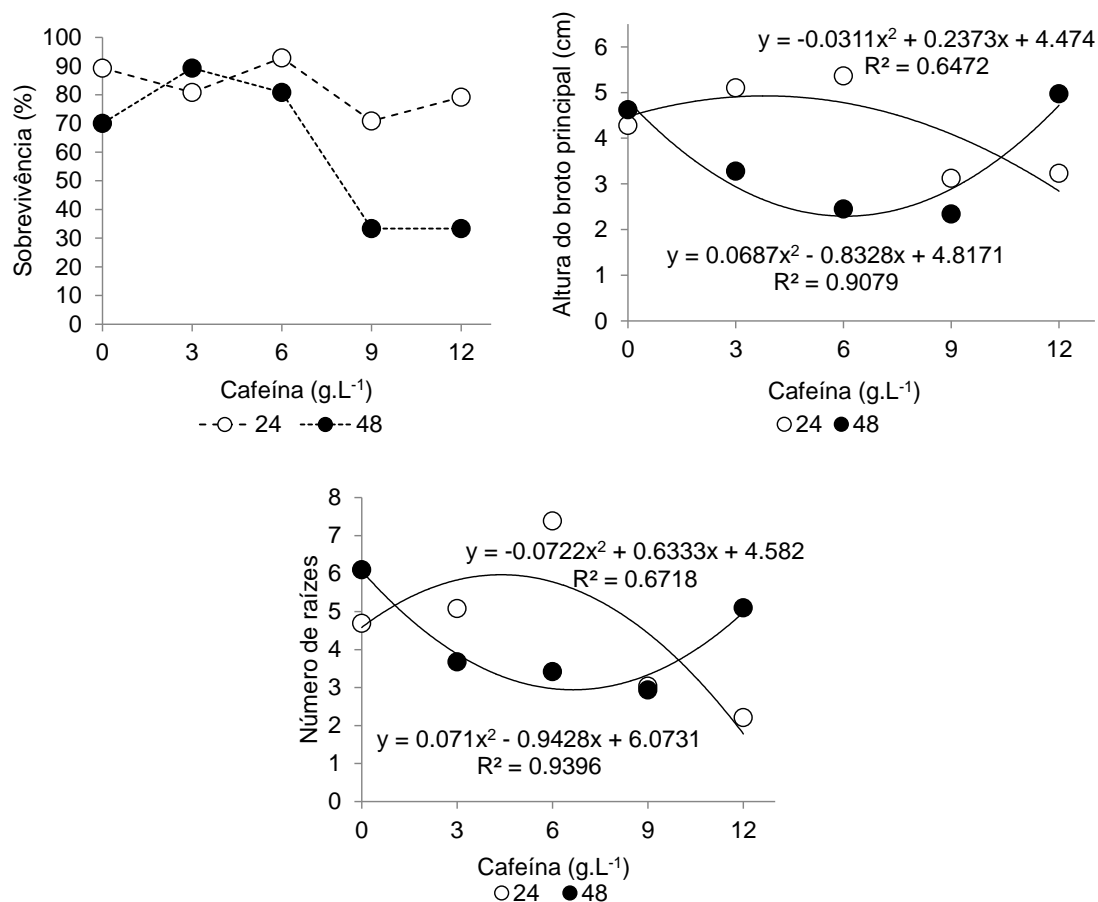 Sobrevivência (%)
100
90
80
70
60
50
40
30
20
10
0
0 3 6 9 12
Cafeína (g.L-1)
24 48
Altura do broto principal (cm)
6
5
4
3
2
1
0
y = -0.0311x² + 0.2373x + 4.474
R² = 0.6472
y = 0.0687x² - 0.8328x + 4.8171
R² = 0.9079
0 3 6 9 12
Cafeína (g.L-1)
24 48
Número de raízes
8
7
6
5
4
3
2
1
0
y = -0.0722x² + 0.6333x + 4.582
R² = 0.6718
y = 0.071x² - 0.9428x + 6.0731
R² = 0.9396
0 3 6 9 12
Cafeína (g.L-1)
24 48